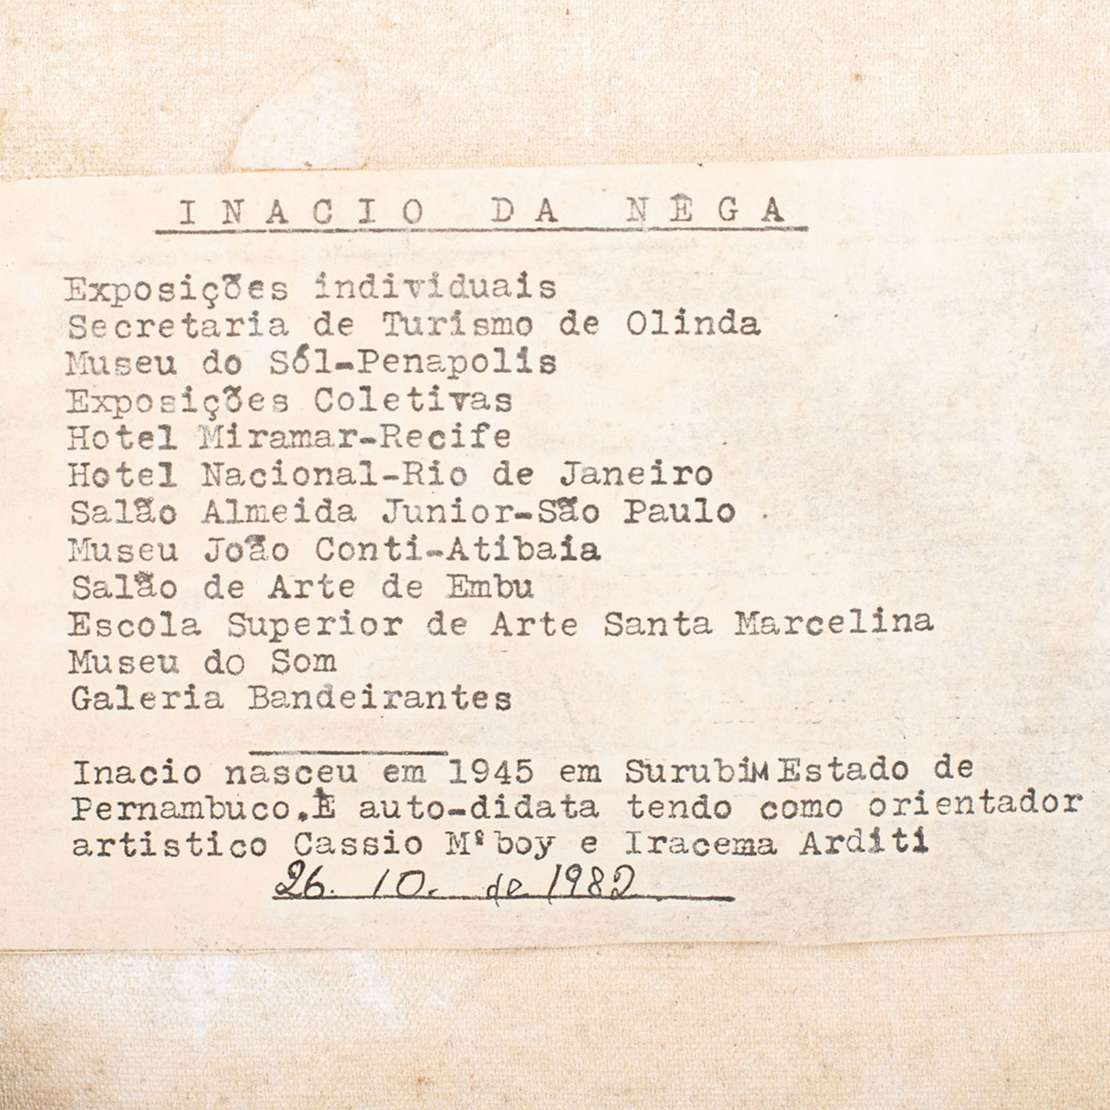 INACIO DA NÊGA
Exposições individuais
Secretaria de Turismo de Olinda
Museu do Sól-Penapolis
Exposições Coletivas
Hotel Miramar-Recife
Hotel Nacional-Rio de Janeiro
Salão Almeida Junior-São Paulo
Museu João Conti-Atibaia
Salão de Arte de Embu
Escola Superior de Arte Santa Marcelina
Museu do Som
Galeria Bandeirantes
Inacio nasceu em 1945 em SurubiM Estado de
Pernambuco.É auto-didata tendo como orientador
artistico Cassio M'boy e Iracema Arditi
26. 10. de 1982